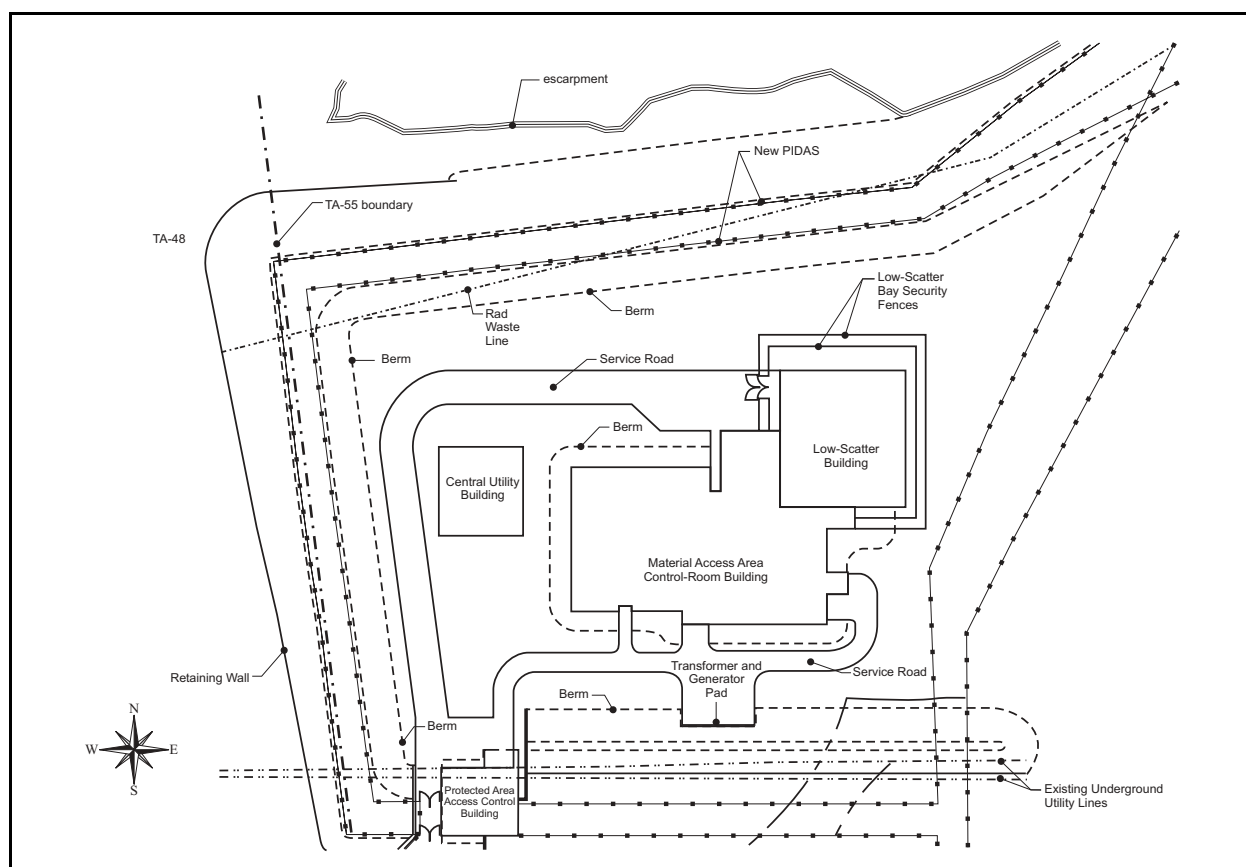 escarpment
New PIDAS
TA-55 boundary
TA-48
Low-Scatter
Bay Security
Fences
Rad
Waste
Line
Berm
Berm
Service Road
Berm
Low-Scatter
Building
Central Utility
Building
Material Access Area
Control-Room Building
Retaining Wall
Transformer and
Generator
Pad
Service Road
Berm
Berm
N
W
E
S
Protected Area
Access Control
Building
Existing Underground
Utility Lines